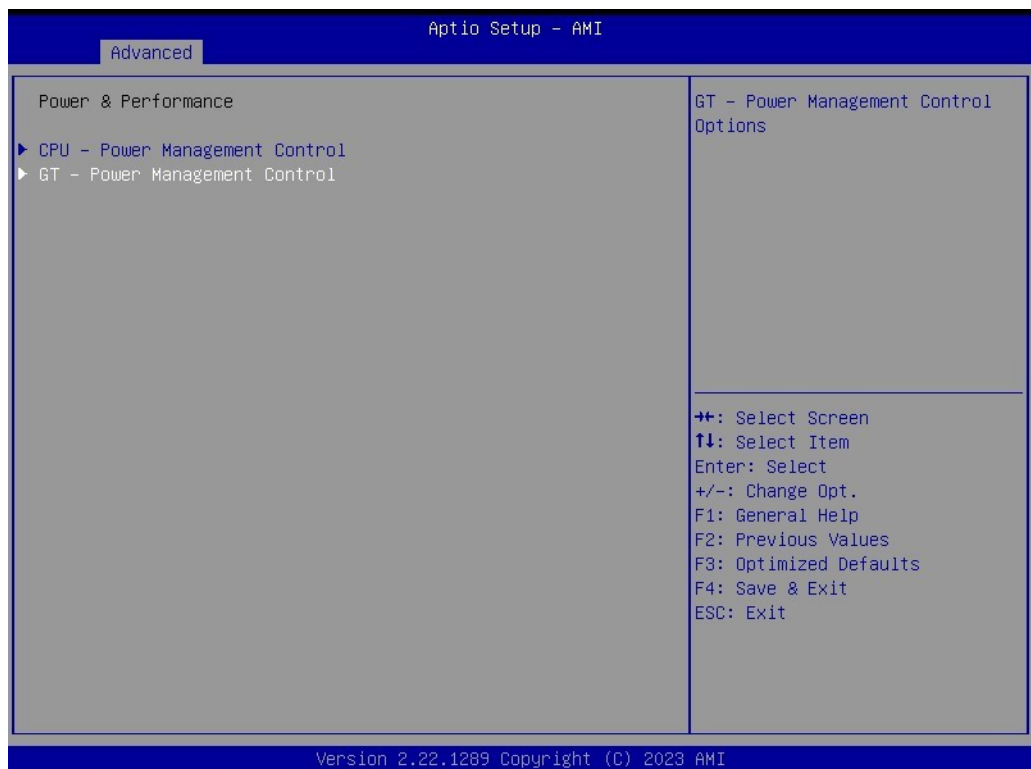 Aptio Setup – AMI
Advanced
Power & Performance
▶ CPU – Power Management Control
▶ GT – Power Management Control
GT – Power Management Control
Options
→←: Select Screen
↑↓: Select Item
Enter: Select
+/-: Change Opt.
F1: General Help
F2: Previous Values
F3: Optimized Defaults
F4: Save & Exit
ESC: Exit
Version 2.22.1289 Copyright (C) 2023 AMI